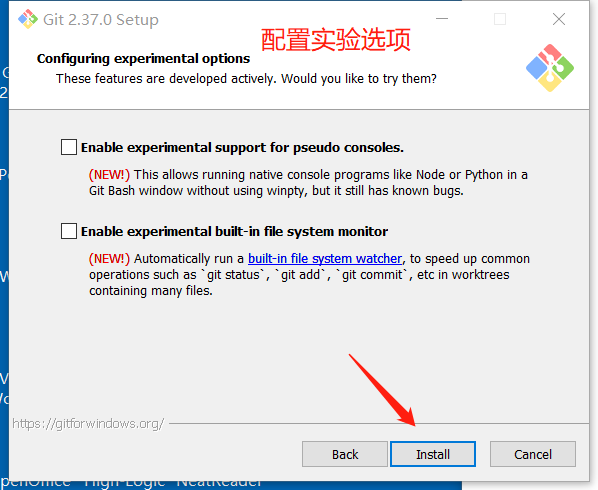 Git 2.37.0 Setup
配置实验选项
Configuring experimental options
These features are developed actively. Would you like to try them?
Enable experimental support for pseudo consoles.
(NEW!) This allows running native console programs like Node or Python in a
Git Bash window without using winpty, but it still has known bugs.
Enable experimental built-in file system monitor
(NEW!) Automatically run a built-in file system watcher, to speed up common
operations such as `git status`, `git add`, `git commit`, etc in worktrees
containing many files.
https://gitforwindows.org/
Back
Install
Cancel
High-Logic
NeatReader